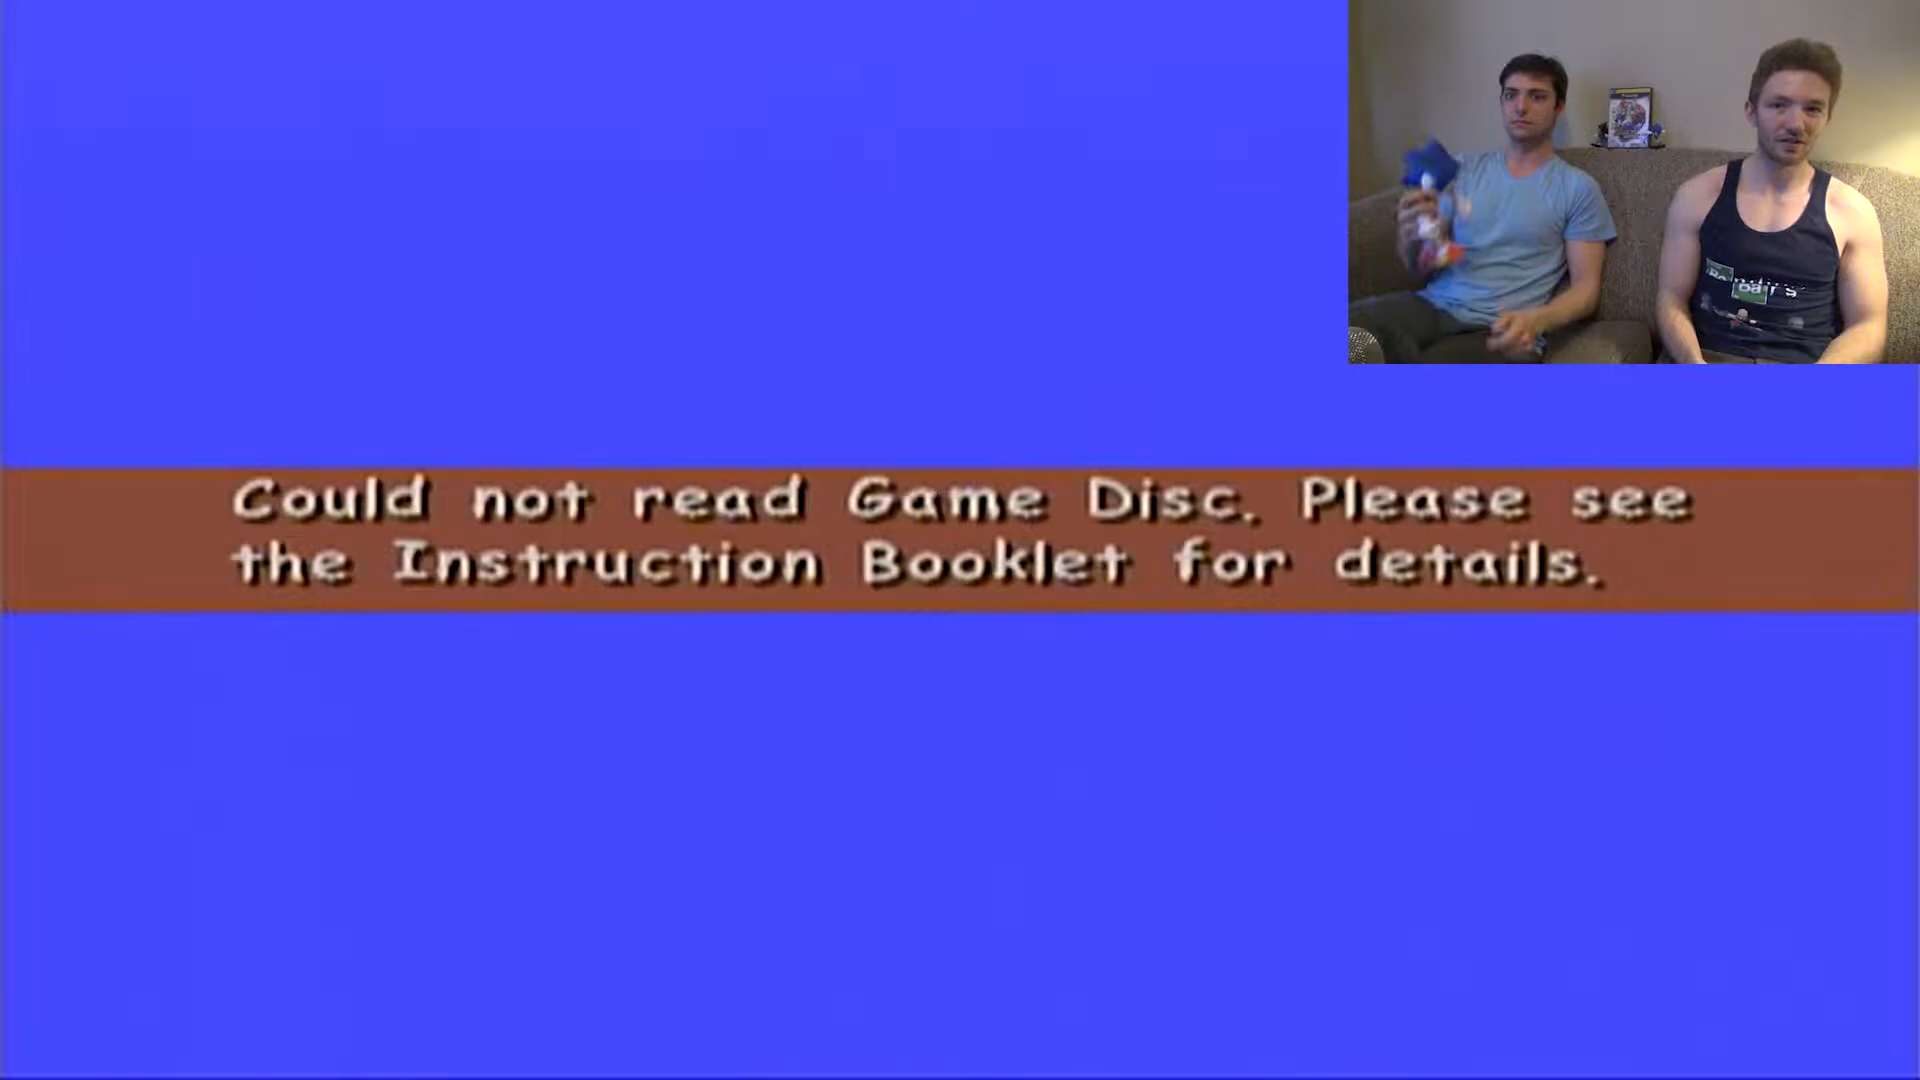 Could not read Game Disc. Please see
the Instruction Booklet for details.